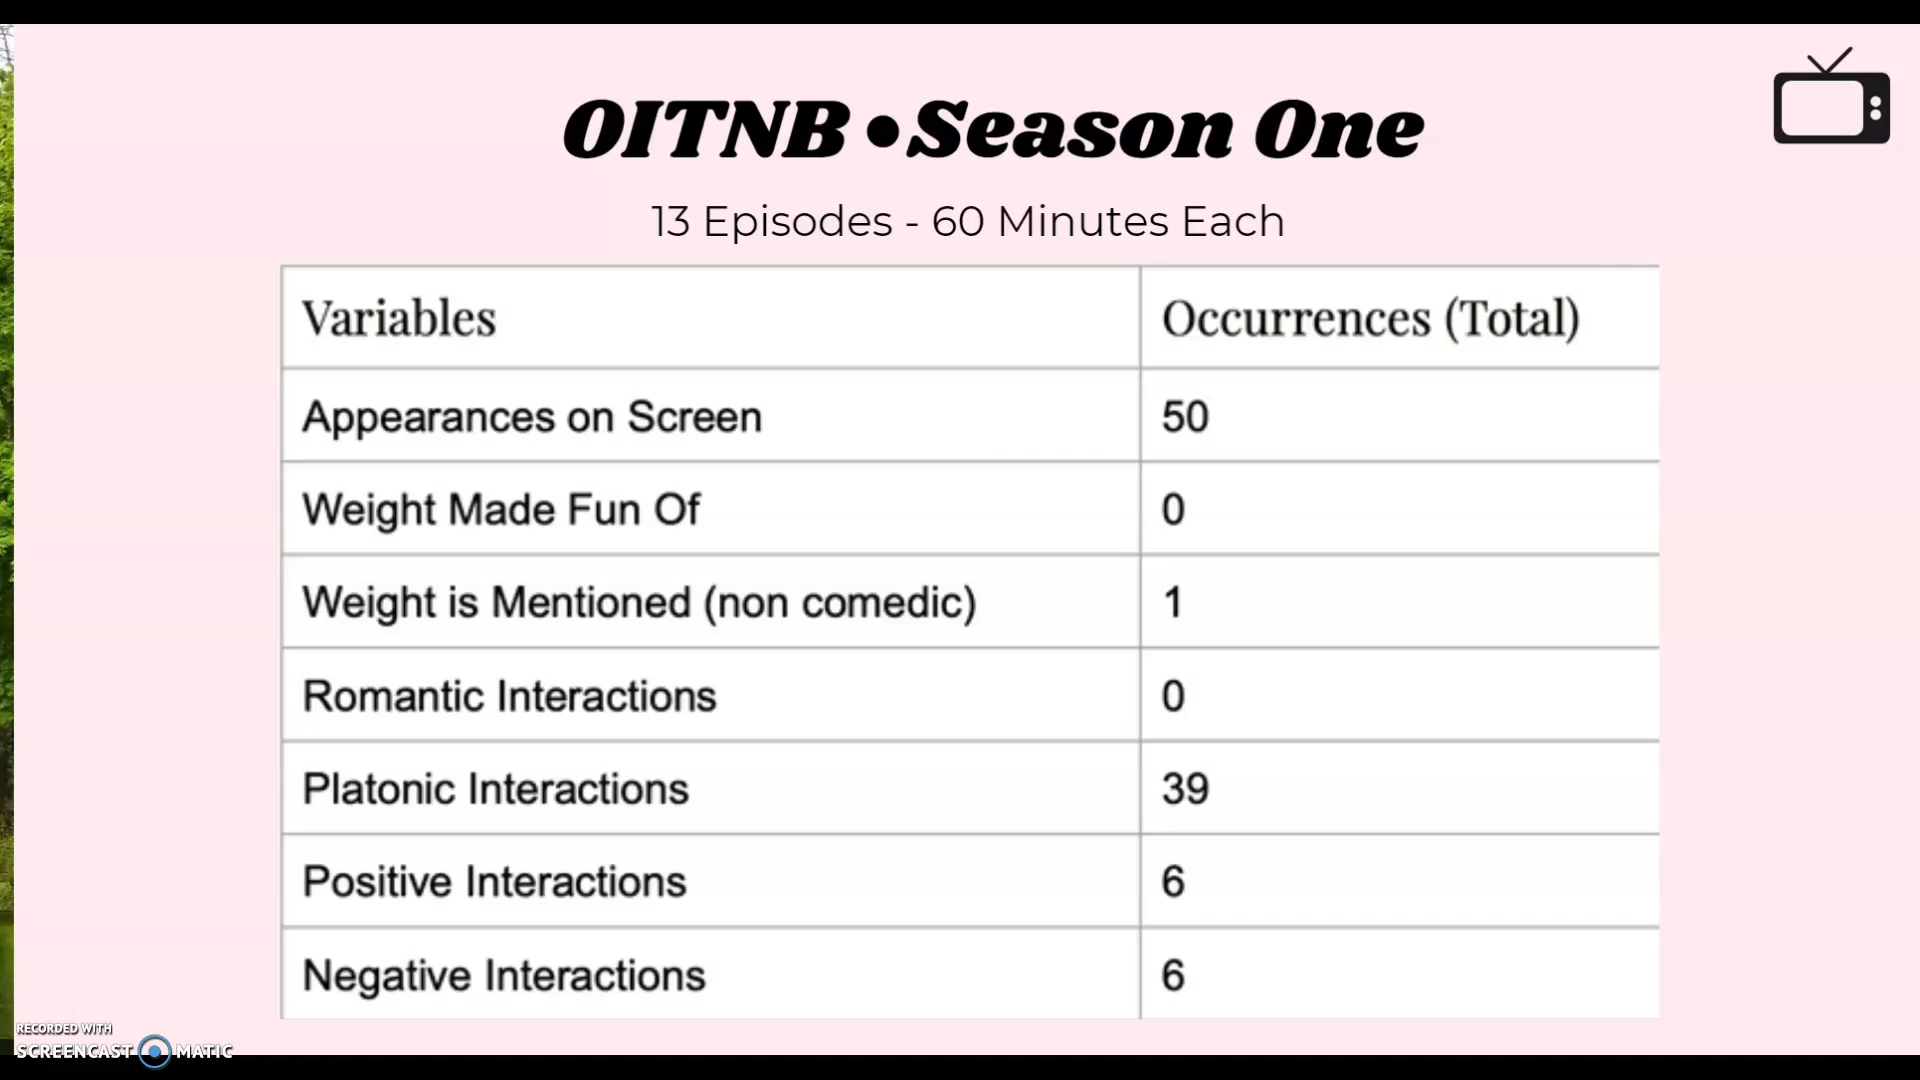 OITNB•Season One
13 Episodes - 60 Minutes Each
Variables Occurrences (Total)
Appearances on Screen 50
Weight Made Fun Of 0
Weight is Mentioned (non comedic) 1
Romantic Interactions 0
Platonic Interactions 39
Positive Interactions 6
Negative Interactions 6
RECORDED WITH
SCREENCAST MATIC